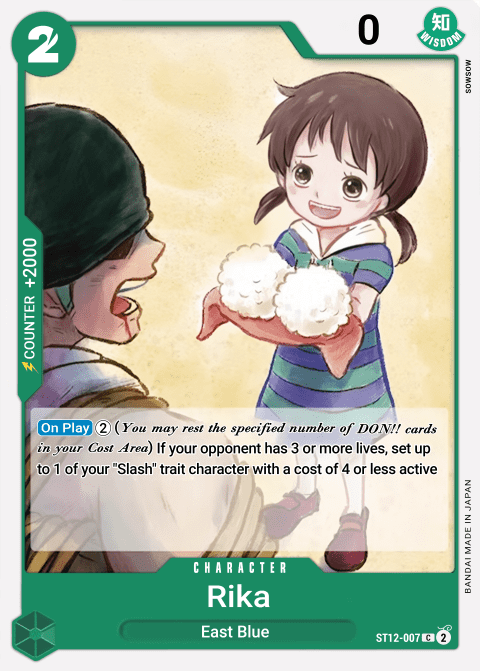 2
0
知
WISDOM
SOWSOW
COUNTER +2000
On Play ② (You may rest the specified number of DON!! cards
in your Cost Area) If your opponent has 3 or more lives, set up
to 1 of your "Slash" trait character with a cost of 4 or less active
BANDAI MADE IN JAPAN
CHARACTER
Rika
East Blue
ST12-007 C 2